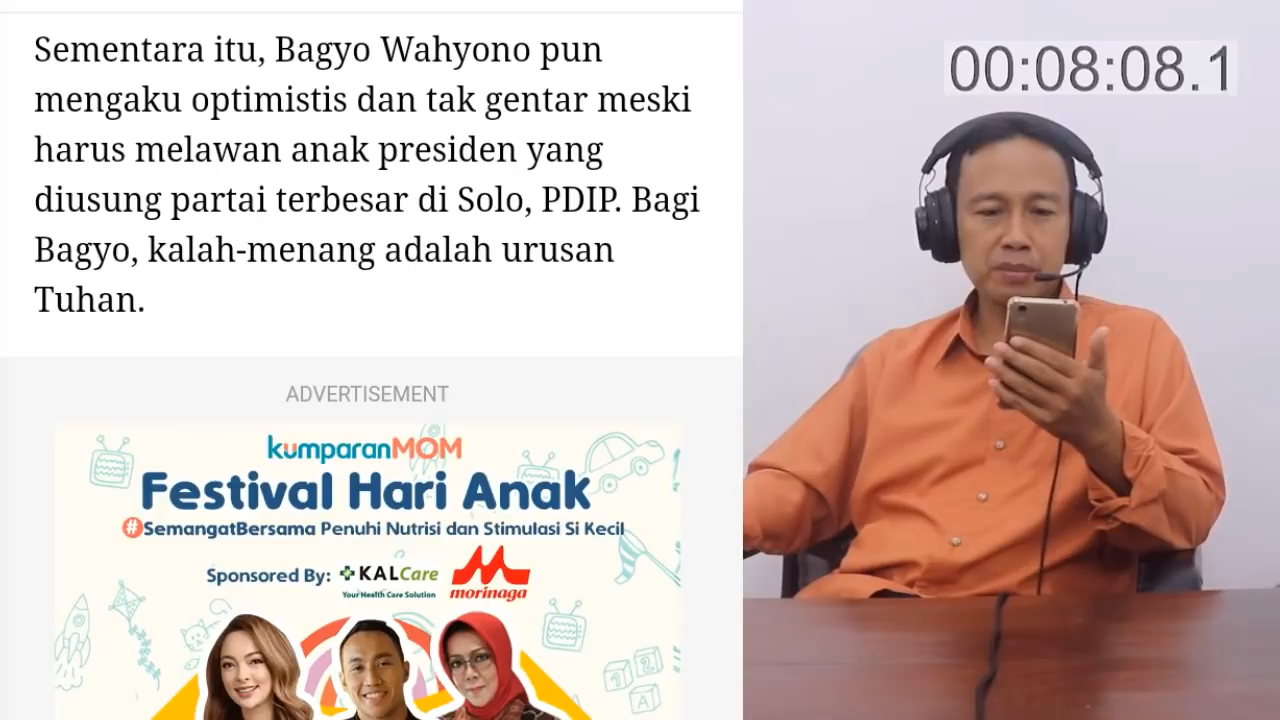 Sementara itu, Bagyo Wahyono pun
mengaku optimistis dan tak gentar meski
harus melawan anak presiden yang
diusung partai terbesar di Solo, PDIP. Bagi
Bagyo, kalah-menang adalah urusan
Tuhan.
00:08:08.1
ADVERTISEMENT
kumparanMOM
Festival Hari Anak
#SemangatBersama Penuhi Nutrisi dan Stimulasi Si Kecil
Sponsored By: KALCare
Your Health Care Solution
morinaga
1 2
A